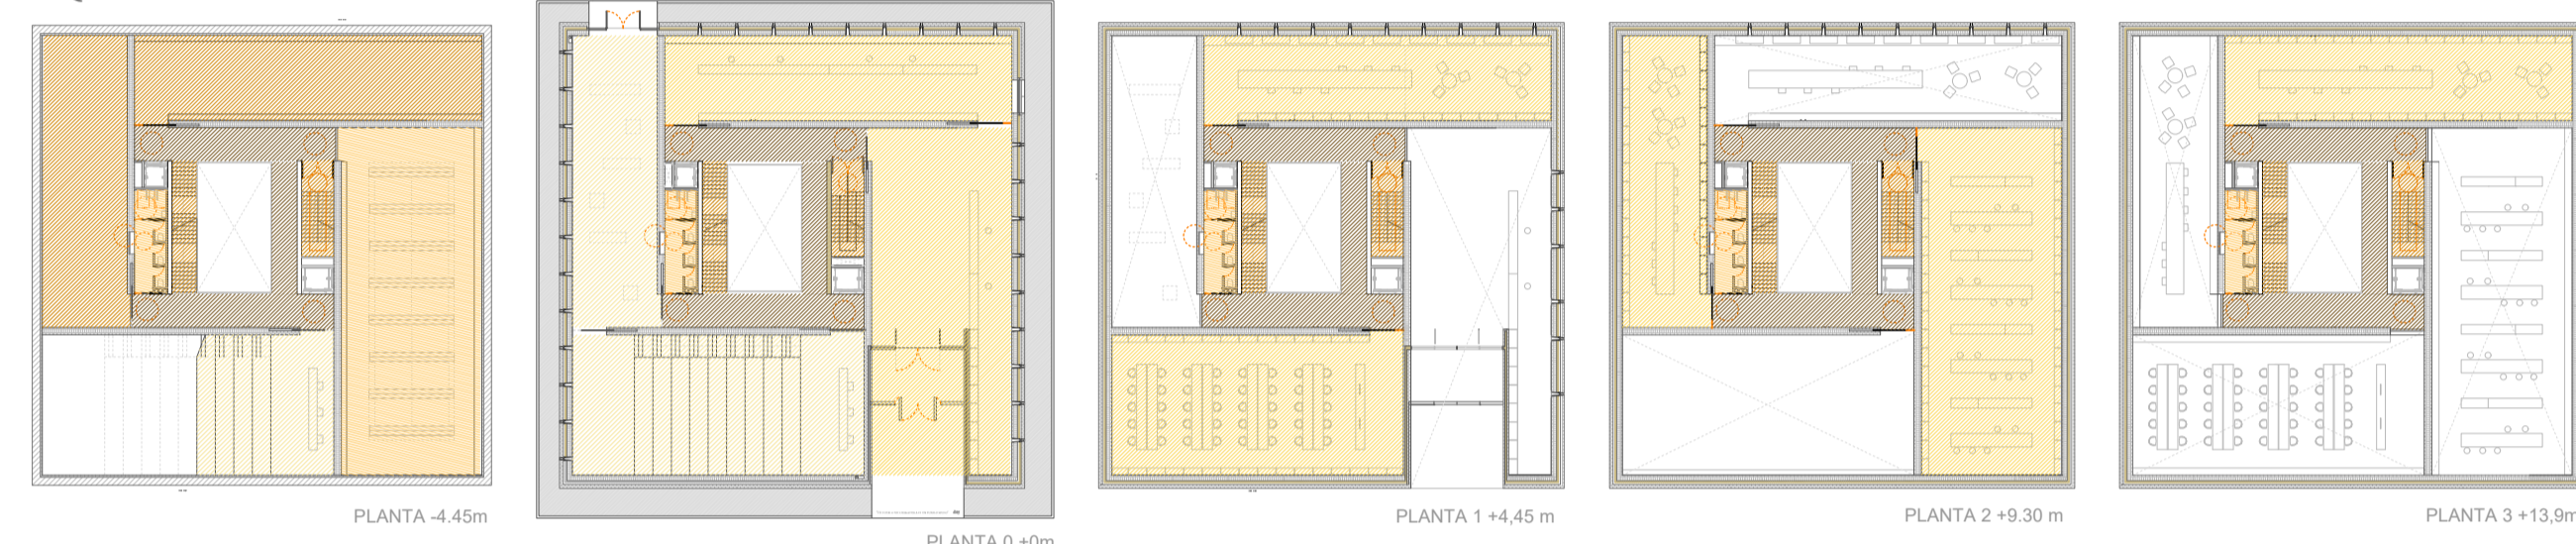 PLANTA -4.45m
PLANTA 0 +0m
PLANTA 1 +4,45 m
PLANTA 2 +9.30 m
PLANTA 3 +13,9m